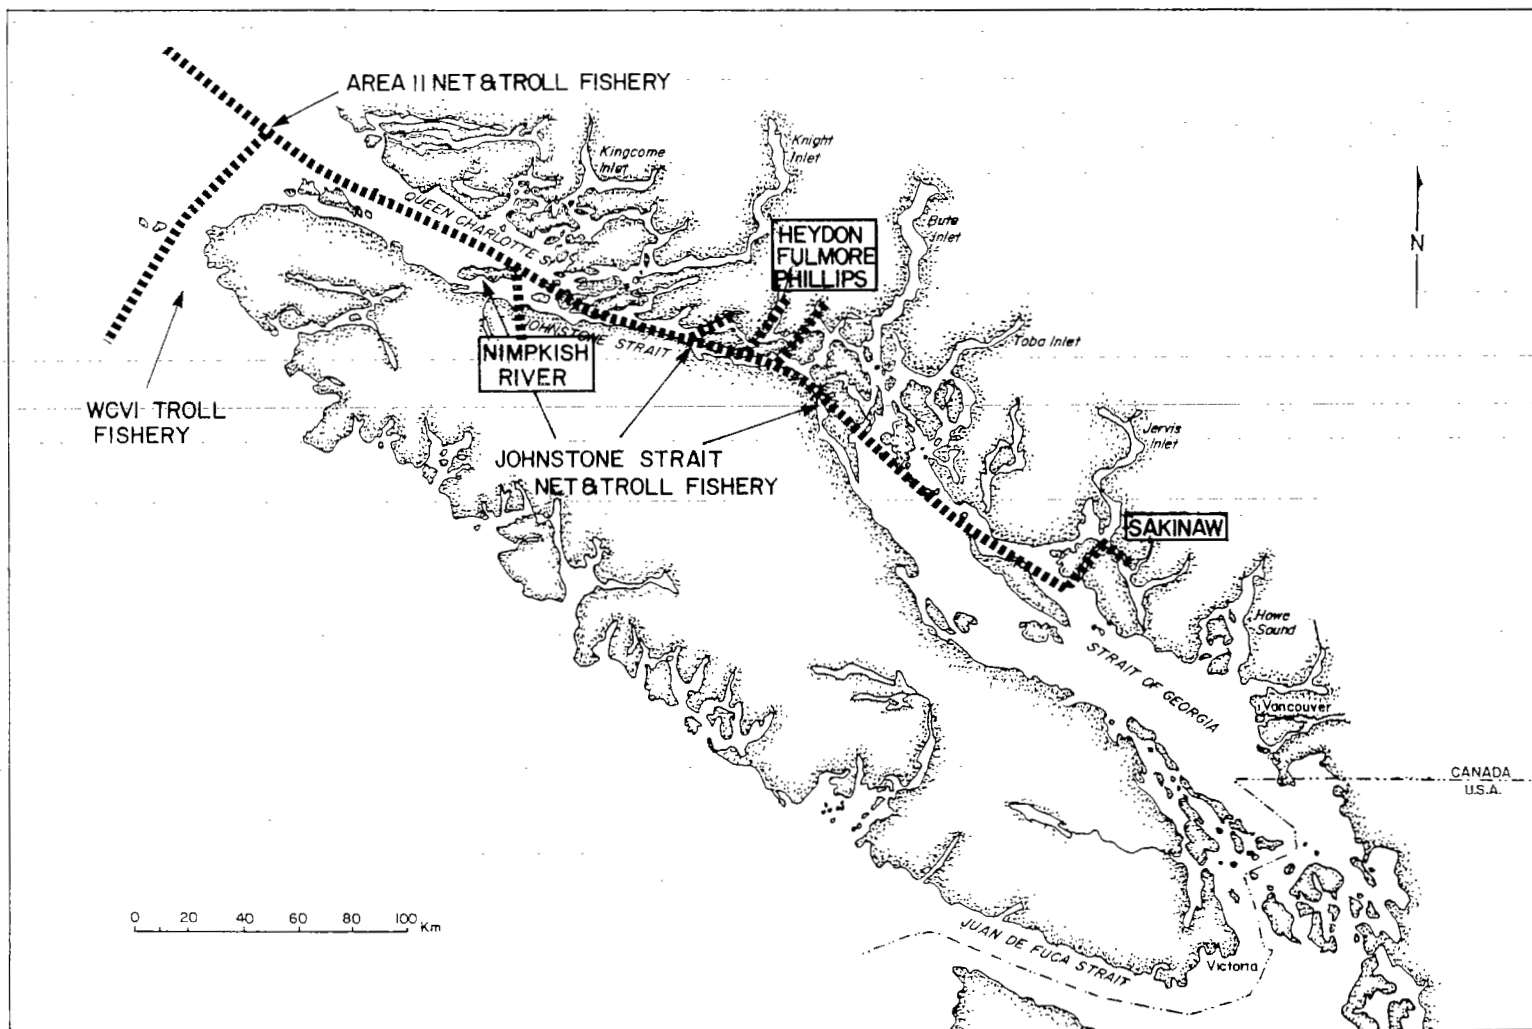 AREA 11 NET & TROLL FISHERY
Kingcome
Inlet
Knight
Inlet
QUEEN CHARLOTTE S
HEYDON
FULMORE
PHILLIPS
Bute
Inlet
N
JOHNSTONE STRAIT
NIMPKISH
RIVER
Toba Inlet
WCVI TROLL
FISHERY
JOHNSTONE STRAIT
NET & TROLL FISHERY
Jervis
Inlet
SAKINAW
Howe
Sound
STRAIT OF GEORGIA
Vancouver
CANADA
U.S.A.
0 20 40 60 80 100 Km
JUAN DE FUCA STRAIT
Victoria